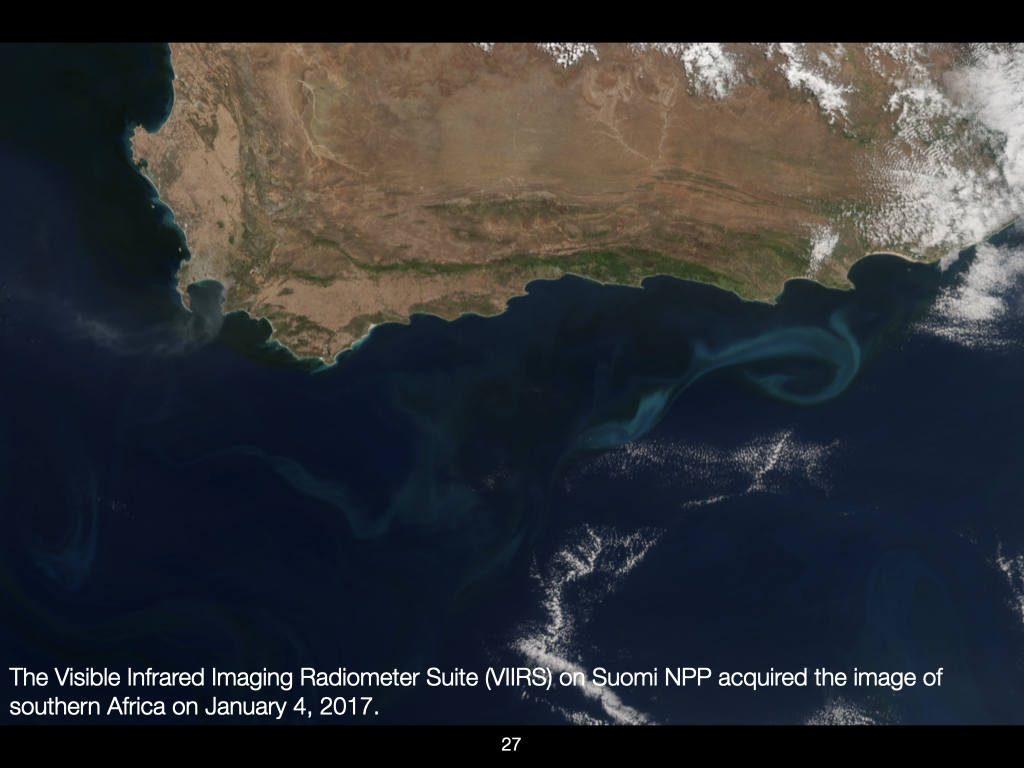 The Visible Infrared Imaging Radiometer Suite (VIIRS) on Suomi NPP acquired the image of
southern Africa on January 4, 2017.
27